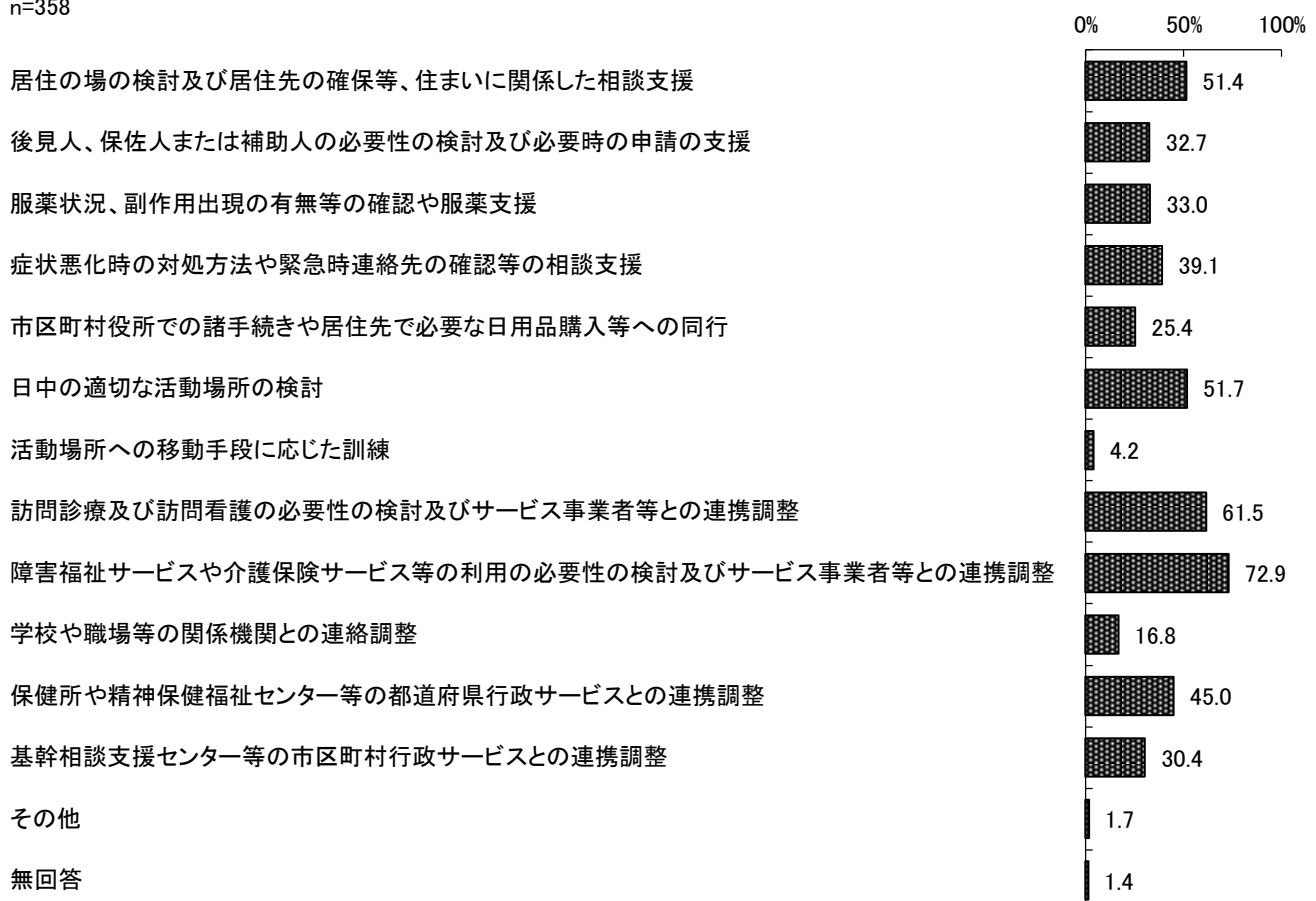 n=358
0% 50% 100%
居住の場の検討及び居住先の確保等、住まいに関係した相談支援 51.4
後見人、保佐人または補助人の必要性の検討及び必要時の申請の支援 32.7
服薬状況、副作用出現の有無等の確認や服薬支援 33.0
症状悪化時の対処方法や緊急時連絡先の確認等の相談支援 39.1
市区町村役所での諸手続きや居住先で必要な日用品購入等への同行 25.4
日中の適切な活動場所の検討 51.7
活動場所への移動手段に応じた訓練 4.2
訪問診療及び訪問看護の必要性の検討及びサービス事業者等との連携調整 61.5
障害福祉サービスや介護保険サービス等の利用の必要性の検討及びサービス事業者等との連携調整 72.9
学校や職場等の関係機関との連絡調整 16.8
保健所や精神保健福祉センター等の都道府県行政サービスとの連携調整 45.0
基幹相談支援センター等の市区町村行政サービスとの連携調整 30.4
その他 1.7
無回答 1.4